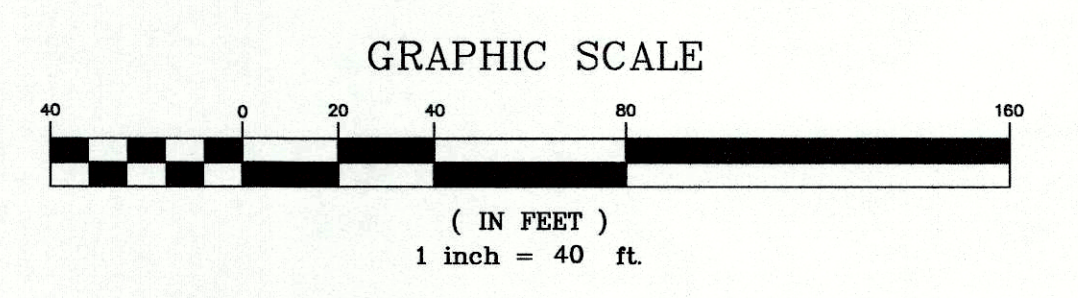 GRAPHIC SCALE
40 0 20 40 80 160
( IN FEET )
1 inch = 40 ft.